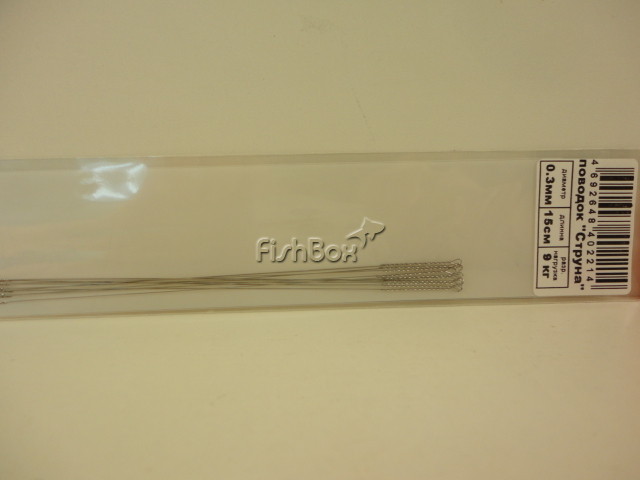 4 692648 402214
поводок "Струна"
диаметр длинна разр. нагрузка
0.3мм 15см 9 кг
FishBox